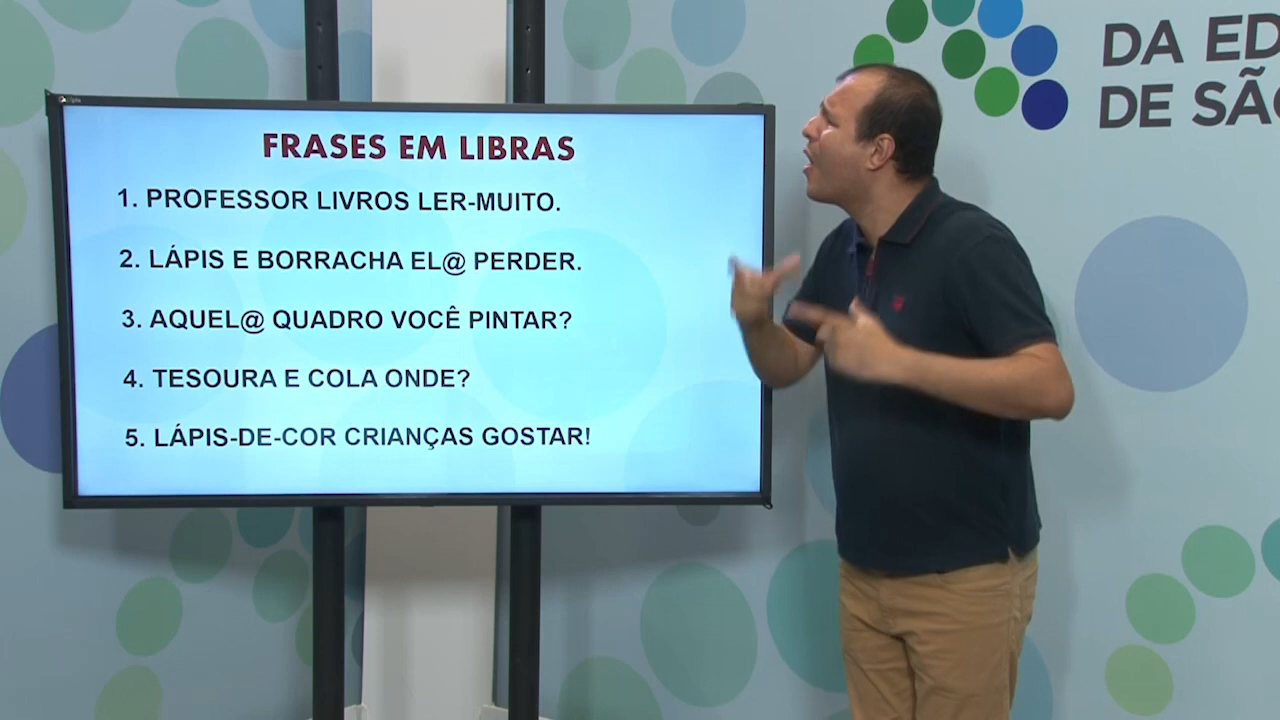 FRASES EM LIBRAS
1. PROFESSOR LIVROS LER-MUITO.
2. LÁPIS E BORRACHA EL@ PERDER.
3. AQUEL@ QUADRO VOCÊ PINTAR?
4. TESOURA E COLA ONDE?
5. LÁPIS-DE-COR CRIANÇAS GOSTAR!
DA ED
DE SÃO